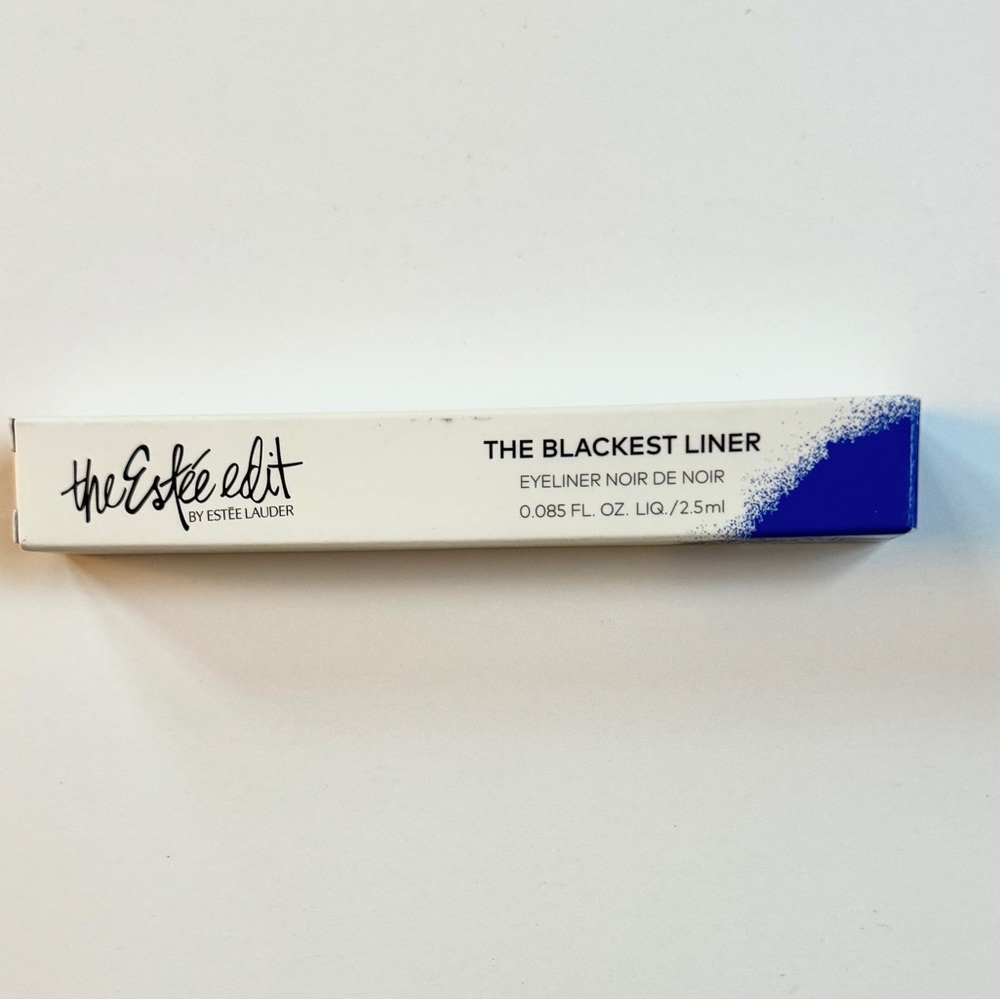 the Estée edit
BY ESTĒE LAUDER
THE BLACKEST LINER
EYELINER NOIR DE NOIR
0.085 FL. OZ. LIQ./2.5ml